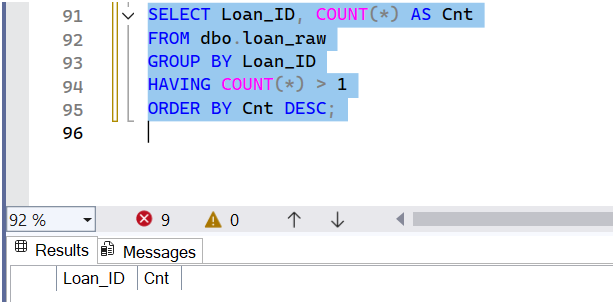 91 SELECT Loan_ID, COUNT(*) AS Cnt
92 FROM dbo.loan_raw
93 GROUP BY Loan_ID
94 HAVING COUNT(*) > 1
95 ORDER BY Cnt DESC;
96
92 % 9 0
Results Messages
Loan_ID Cnt